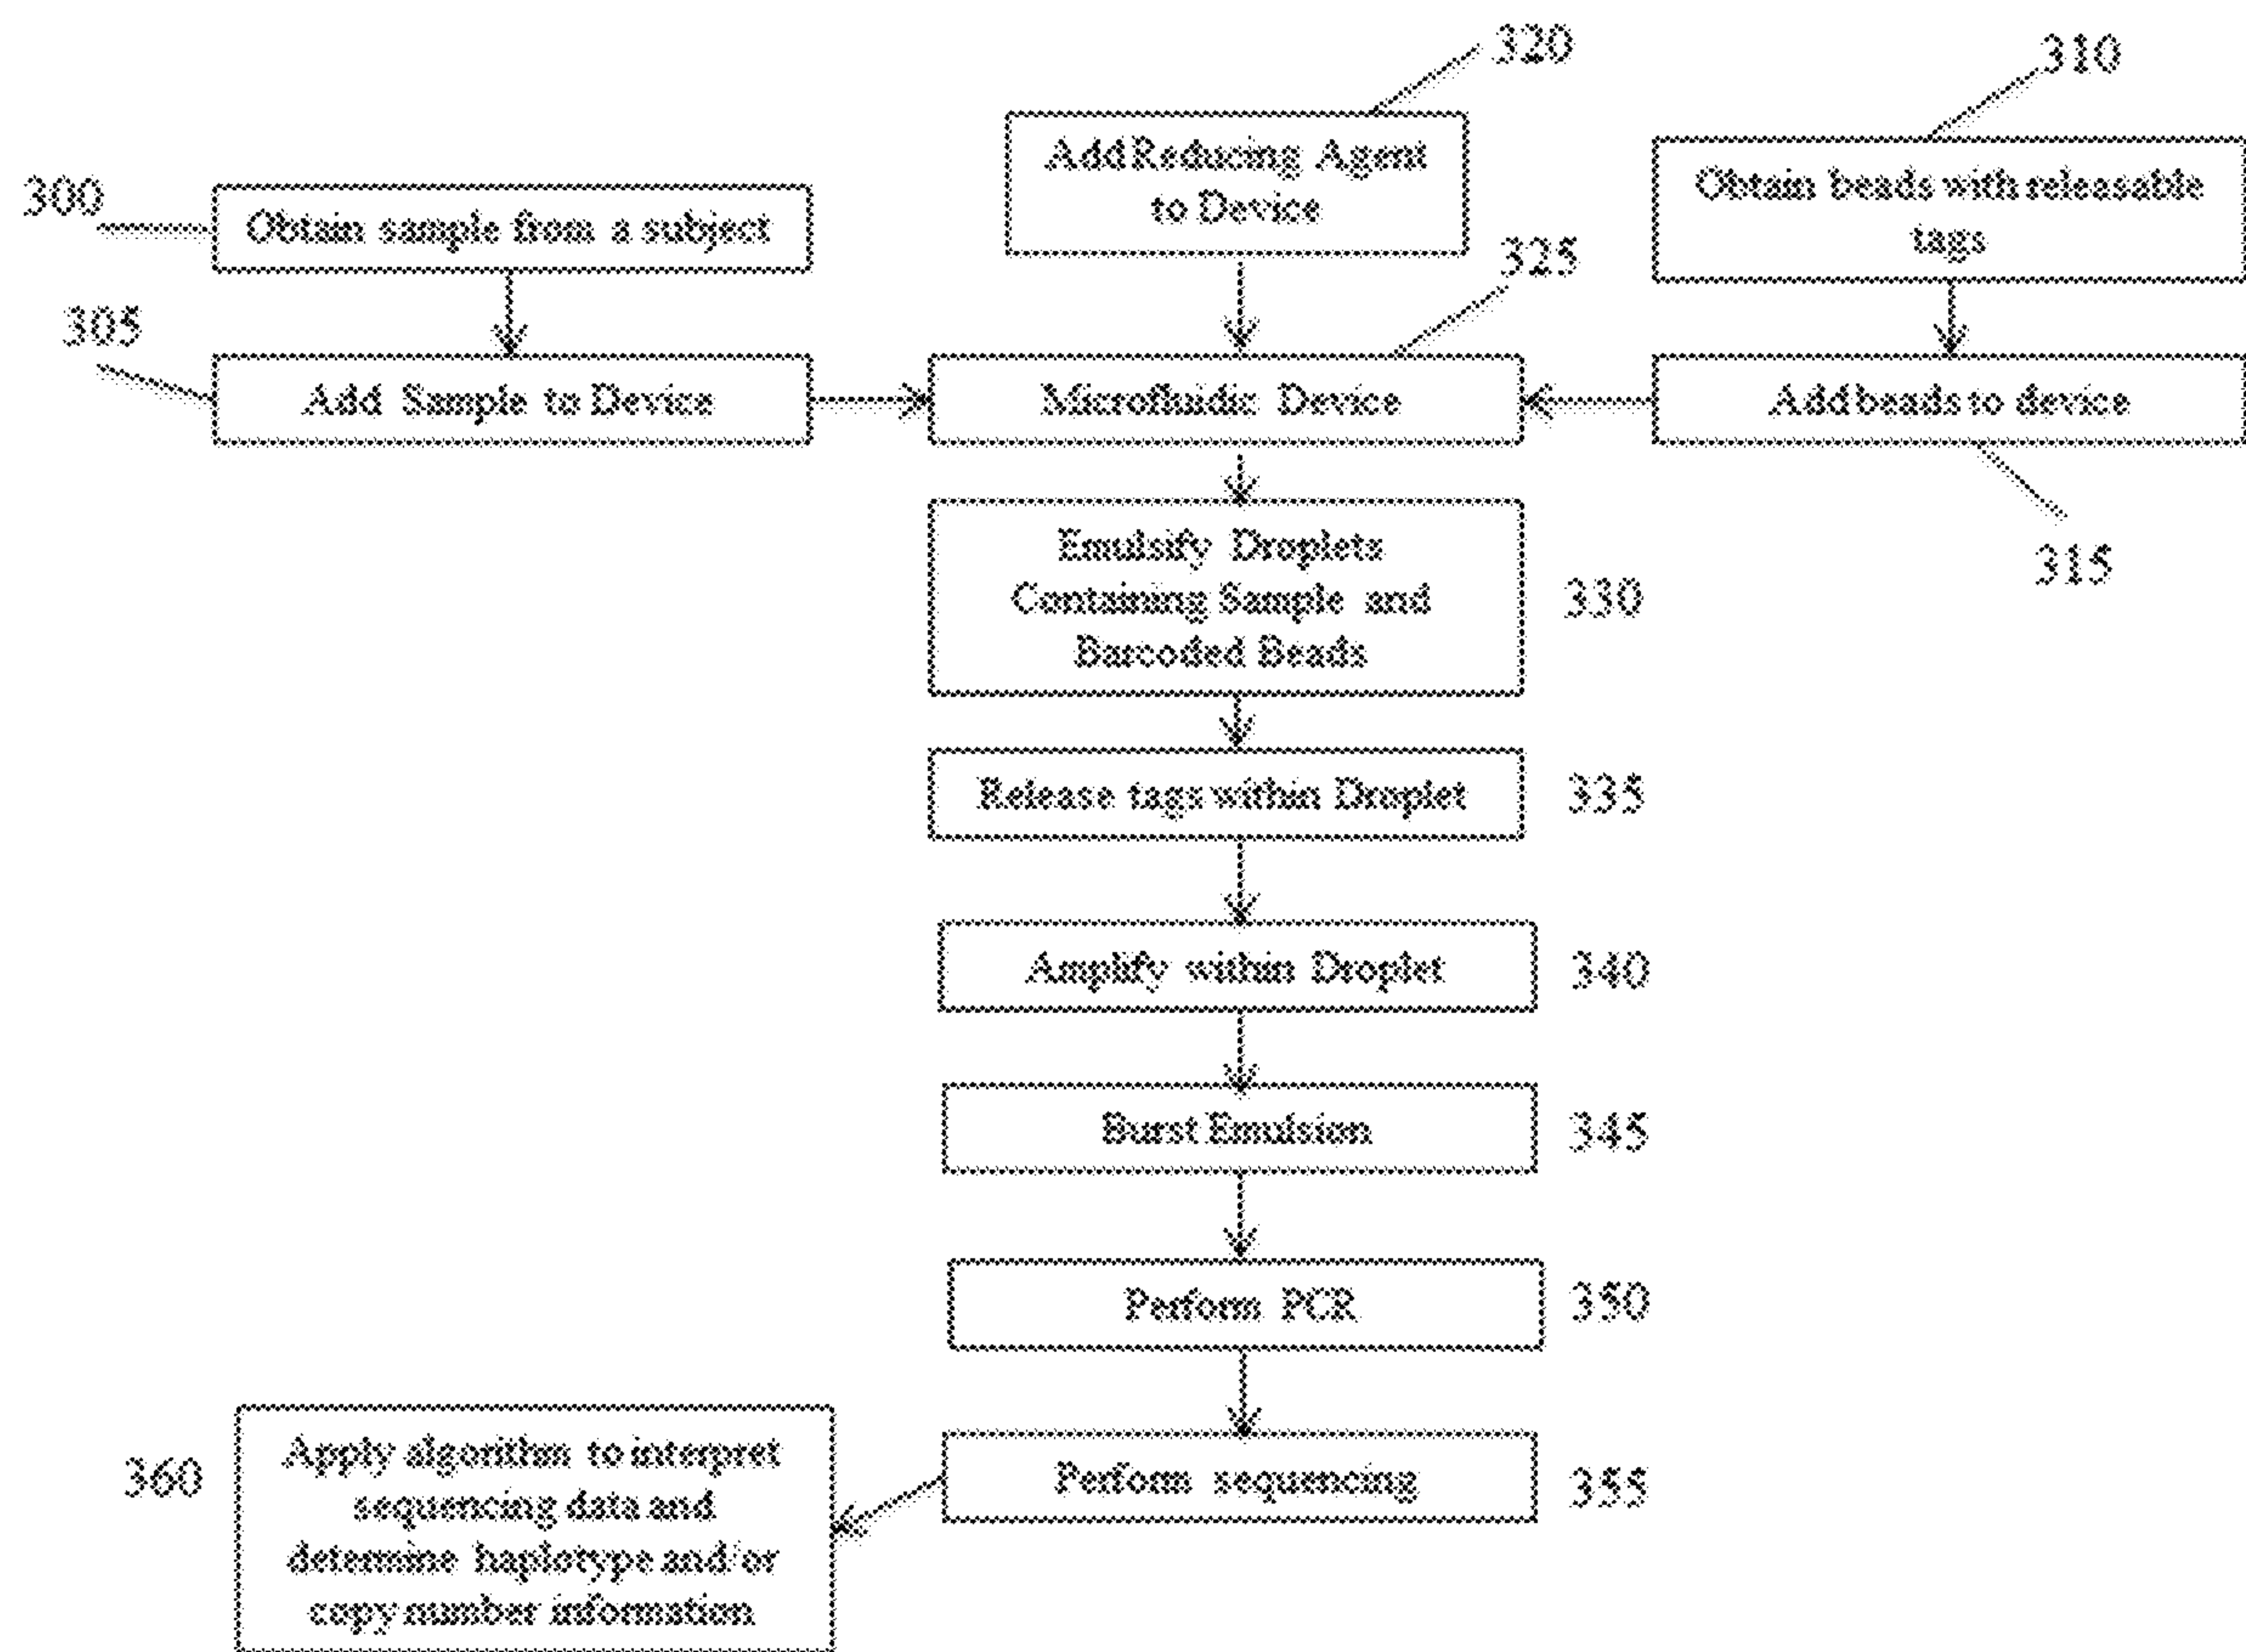 320
310
Add Reducing Agent
to Device
300
Obtain sample from a subject
Obtain beads with releasable
tags
325
305
Add Sample to Device
Microfluidic Device
Add beads to device
315
Emulsify Droplets
Containing Sample and
Barcoded Beads
330
Release tags within Droplet
335
Amplify within Droplet
340
Burst Emulsion
345
Perform PCR
350
Perform sequencing
355
360
Apply algorithm to interpret
sequencing data and
determine haplotype and/or
copy number information